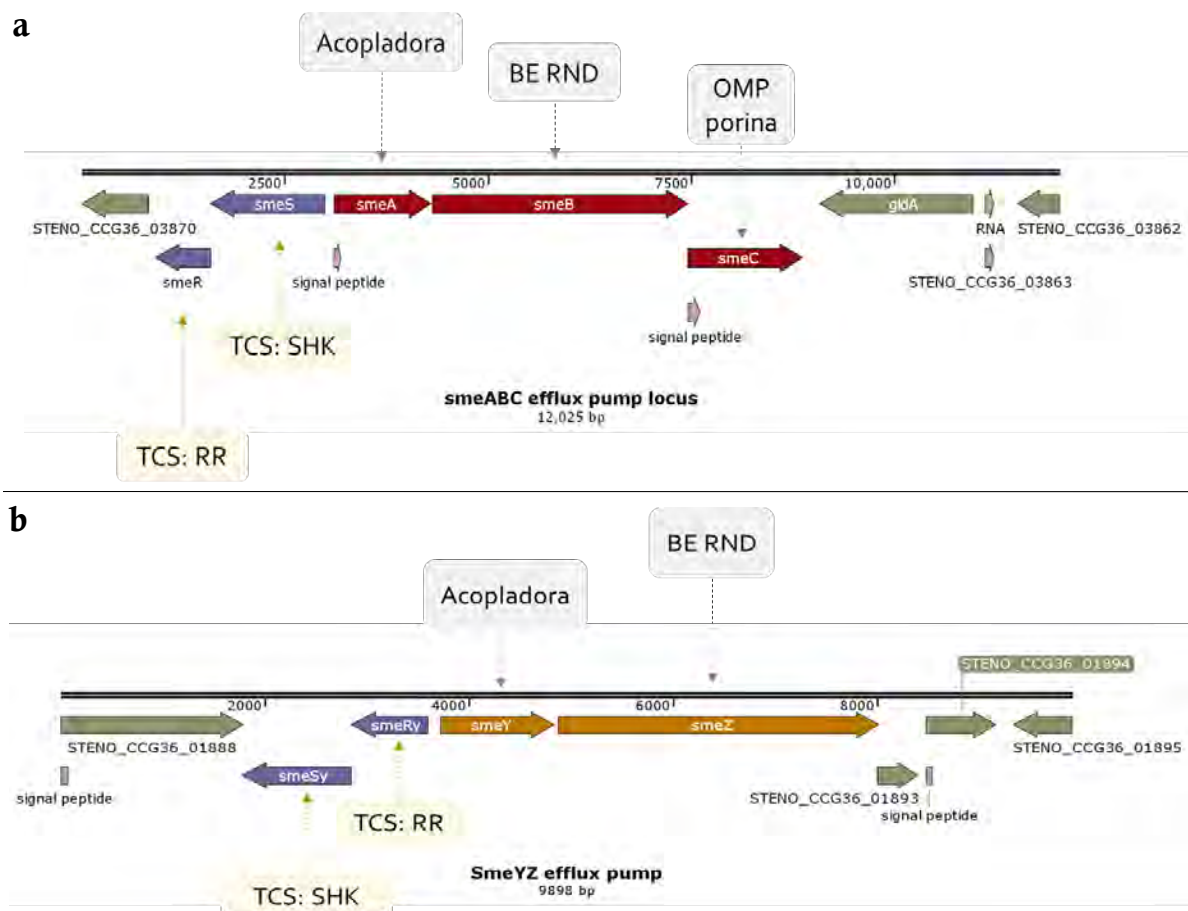 a
Acopladora
BE RND
OMP
porina
2500
5000
7500
10,000
smeS
smeA
smeB
gldA
STENO_CCG36_03870
RNA
STENO_CCG36_03862
smeR
signal peptide
smeC
STENO_CCG36_03863
signal peptide
TCS: SHK
smeABC efflux pump locus
12,025 bp
TCS: RR
b
BE RND
Acopladora
STENO_CCG36_01894
2000
4000
6000
8000
smeRy
smeY
smeZ
STENO_CCG36_01888
STENO_CCG36_01895
smeSy
signal peptide
STENO_CCG36_01893
signal peptide
TCS: RR
SmeYZ efflux pump
9898 bp
TCS: SHK